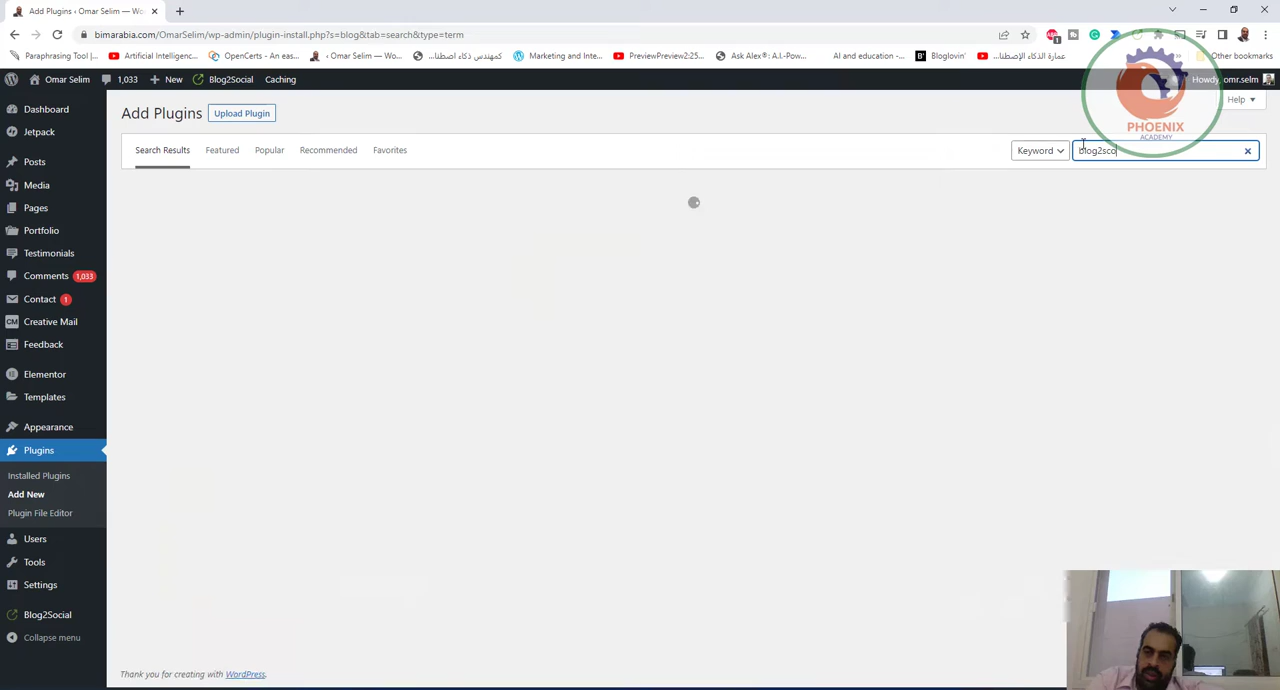 Add Plugins ‹ Omar Selim — Wo
bimarabia.com/OmarSelim/wp-admin/plugin-install.php?s=blog&tab=search&type=term
Paraphrasing Tool |...
Artificial Intelligenc...
OpenCerts - An eas...
‹ Omar Selim — W...
كمهندس ذكاء اصطنا...
Marketing and Inte...
PreviewPreview2:25...
Ask Alex®: A.I.-Pow...
AI and education -...
Bloglovin'
عمارة الذكاء الإصطنا...
Other bookmarks
Omar Selim
1,033
New
Blog2Social
Caching
Howdy, omr.selm
Dashboard
Jetpack
Posts
Media
Pages
Portfolio
Testimonials
Comments 1,033
Contact 1
Creative Mail
Feedback
Elementor
Templates
Appearance
Plugins
Installed Plugins
Add New
Plugin File Editor
Users
Tools
Settings
Blog2Social
Collapse menu
Add Plugins
Upload Plugin
Help
PHOENIX
ACADEMY
Search Results
Featured
Popular
Recommended
Favorites
Keyword
blog2sco
Thank you for creating with WordPress.